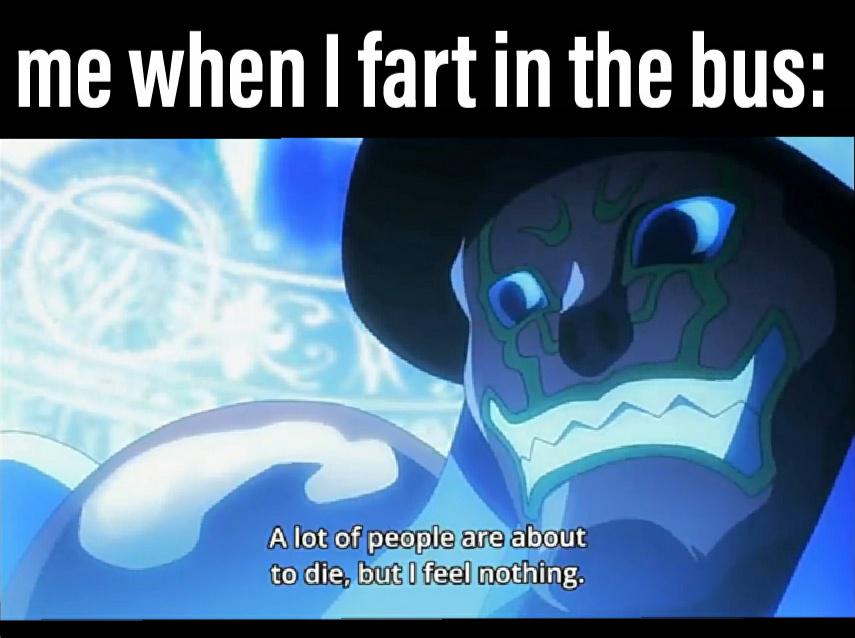 me when I fart in the bus:
A lot of people are about
to die, but I feel nothing.